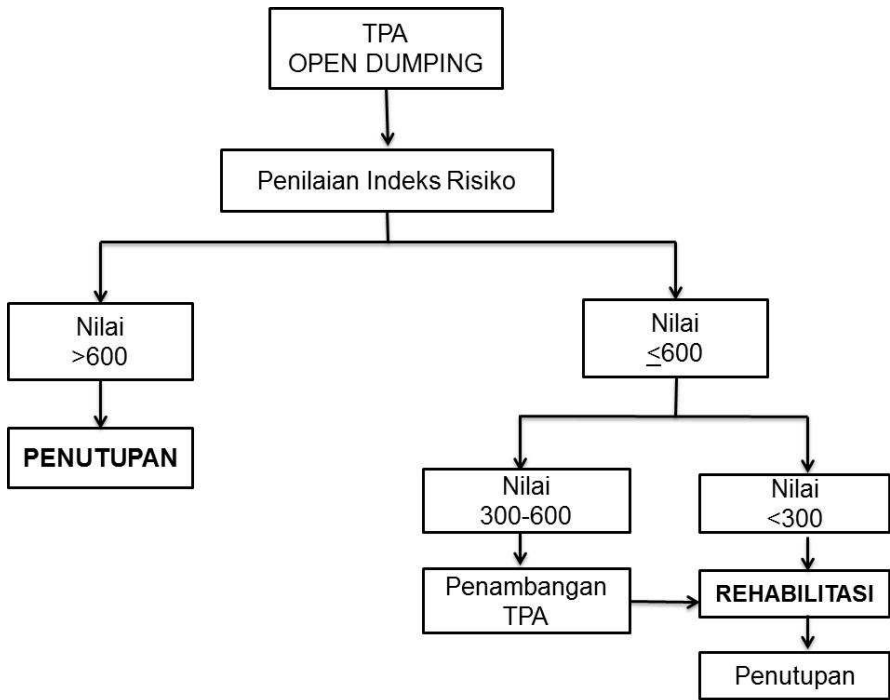 TPA
OPEN DUMPING
Penilaian Indeks Risiko
Nilai
>600
Nilai
≤600
PENUTUPAN
Nilai
300-600
Nilai
<300
Penambangan
TPA
REHABILITASI
Penutupan